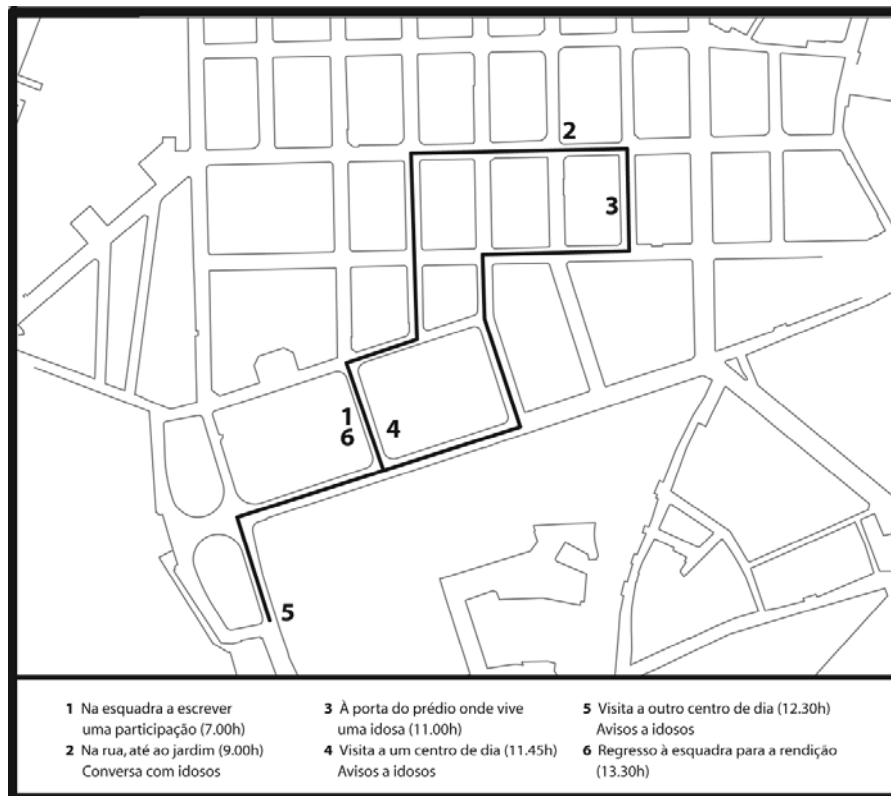 2
3
1
6
4
5
1 Na esquadra a escrever
uma participação (7.00h)
2 Na rua, até ao jardim (9.00h)
Conversa com idosos
3 À porta do prédio onde vive
uma idosa (11.00h)
4 Visita a um centro de dia (11.45h)
Avisos a idosos
5 Visita a outro centro de dia (12.30h)
Avisos a idosos
6 Regresso à esquadra para a rendição
(13.30h)